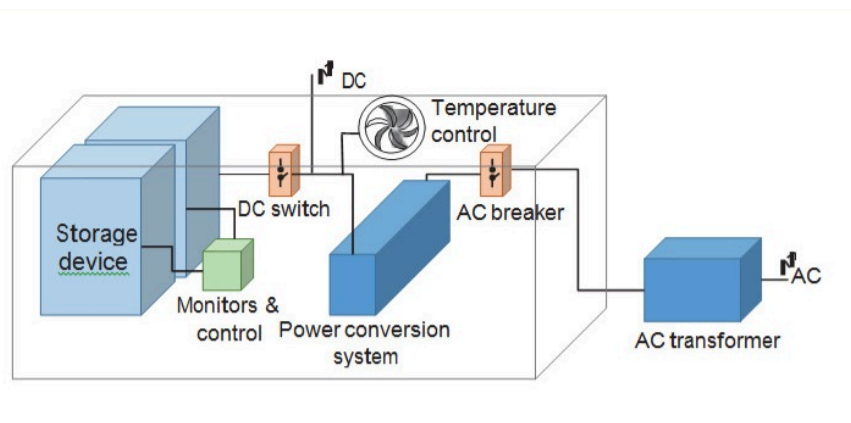 DC
Temperature
control
DC switch
AC breaker
Storage
device
Monitors &
control
Power conversion
system
AC
AC transformer